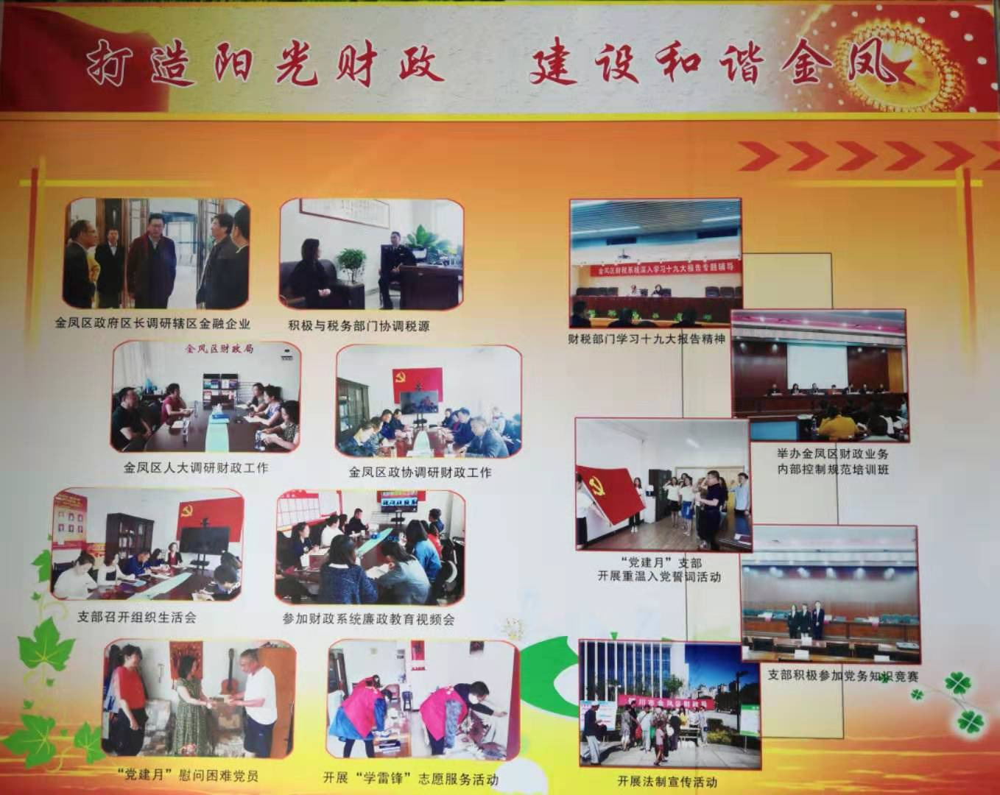 打造阳光财政 建设和谐金凤
金凤区政府区长调研辖区金融企业
积极与税务部门协调税源
金凤区财政局
金凤区人大调研财政工作
金凤区政协调研财政工作
支部召开组织生活会
参加财政系统廉政教育视频会
“党建月”慰问困难党员
开展“学雷锋”志愿服务活动
金凤区财税系统深入学习十九大报告专题辅导
财税部门学习十九大报告精神
举办金凤区财政业务
内部控制规范培训班
“党建月”支部
开展重温入党誓词活动
支部积极参加党务知识竞赛
川市金凤区财政局
开展法制宣传活动